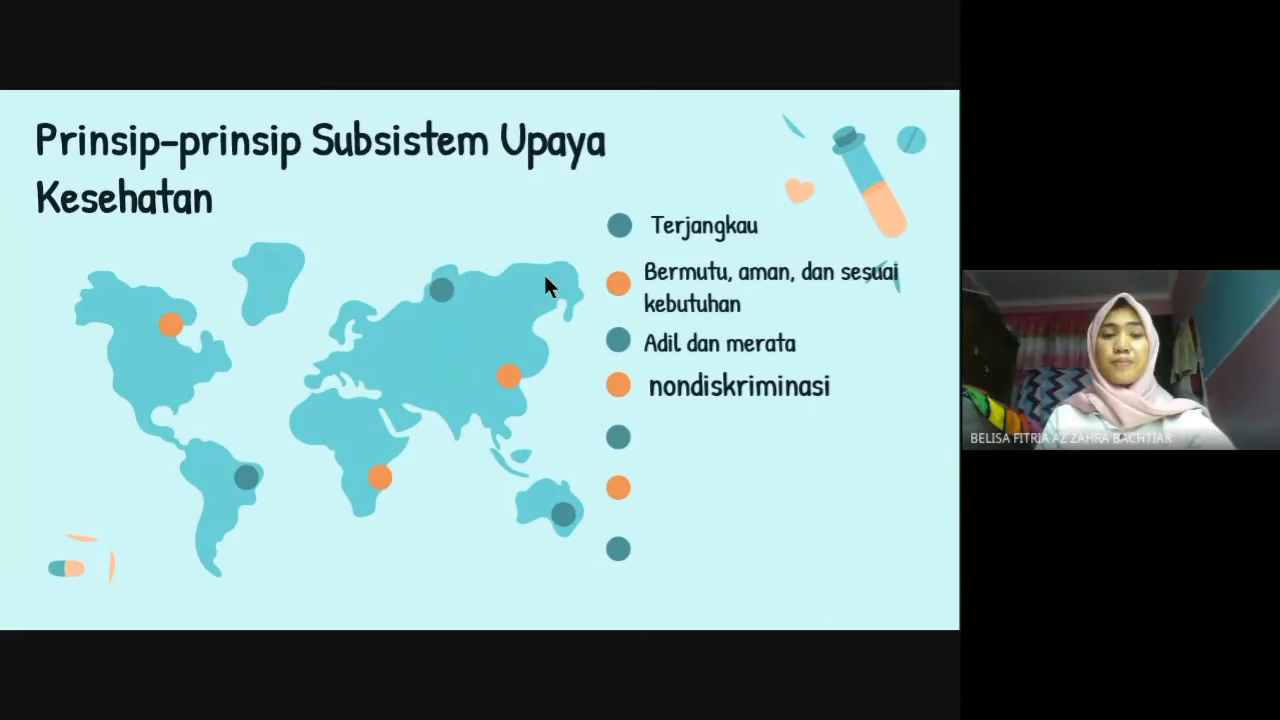 Prinsip-prinsip Subsistem Upaya
Kesehatan
Terjangkau
Bermutu, aman, dan sesuai
kebutuhan
Adil dan merata
nondiskriminasi
BELISA FITRIA AZ ZAHRA BACHTIAR